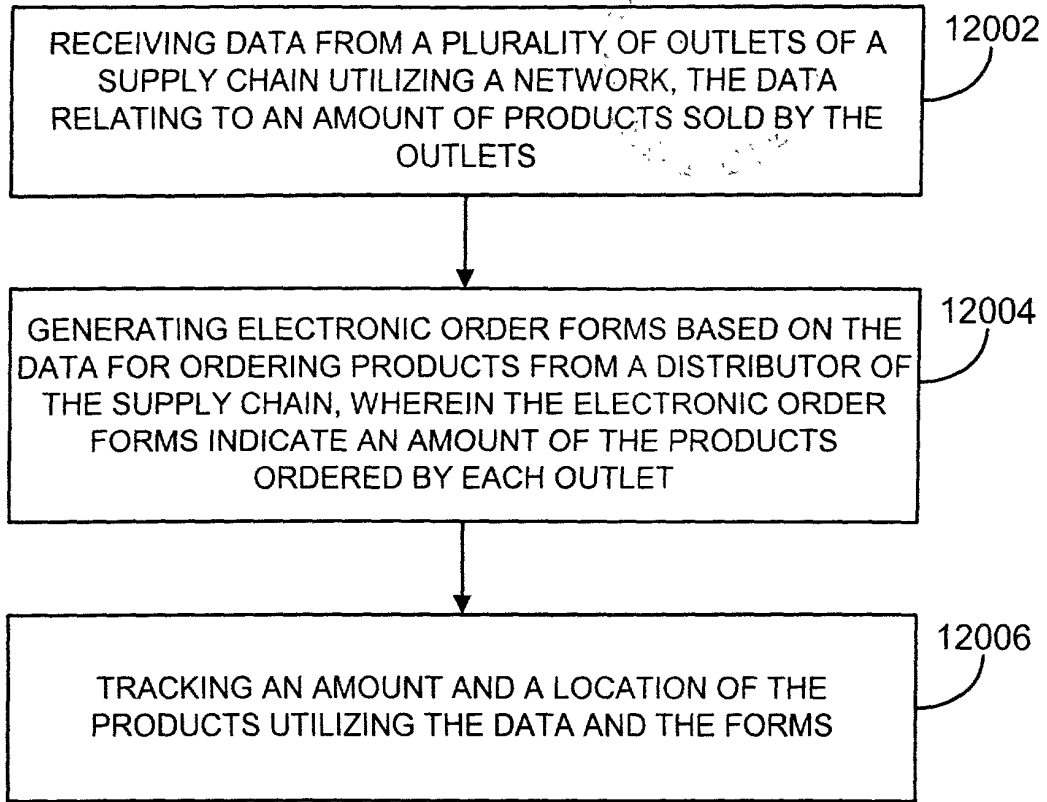 RECEIVING DATA FROM A PLURALITY OF OUTLETS OF A
SUPPLY CHAIN UTILIZING A NETWORK, THE DATA
RELATING TO AN AMOUNT OF PRODUCTS SOLD BY THE
OUTLETS
12002
GENERATING ELECTRONIC ORDER FORMS BASED ON THE
DATA FOR ORDERING PRODUCTS FROM A DISTRIBUTOR OF
THE SUPPLY CHAIN, WHEREIN THE ELECTRONIC ORDER
FORMS INDICATE AN AMOUNT OF THE PRODUCTS
ORDERED BY EACH OUTLET
12004
TRACKING AN AMOUNT AND A LOCATION OF THE
PRODUCTS UTILIZING THE DATA AND THE FORMS
12006